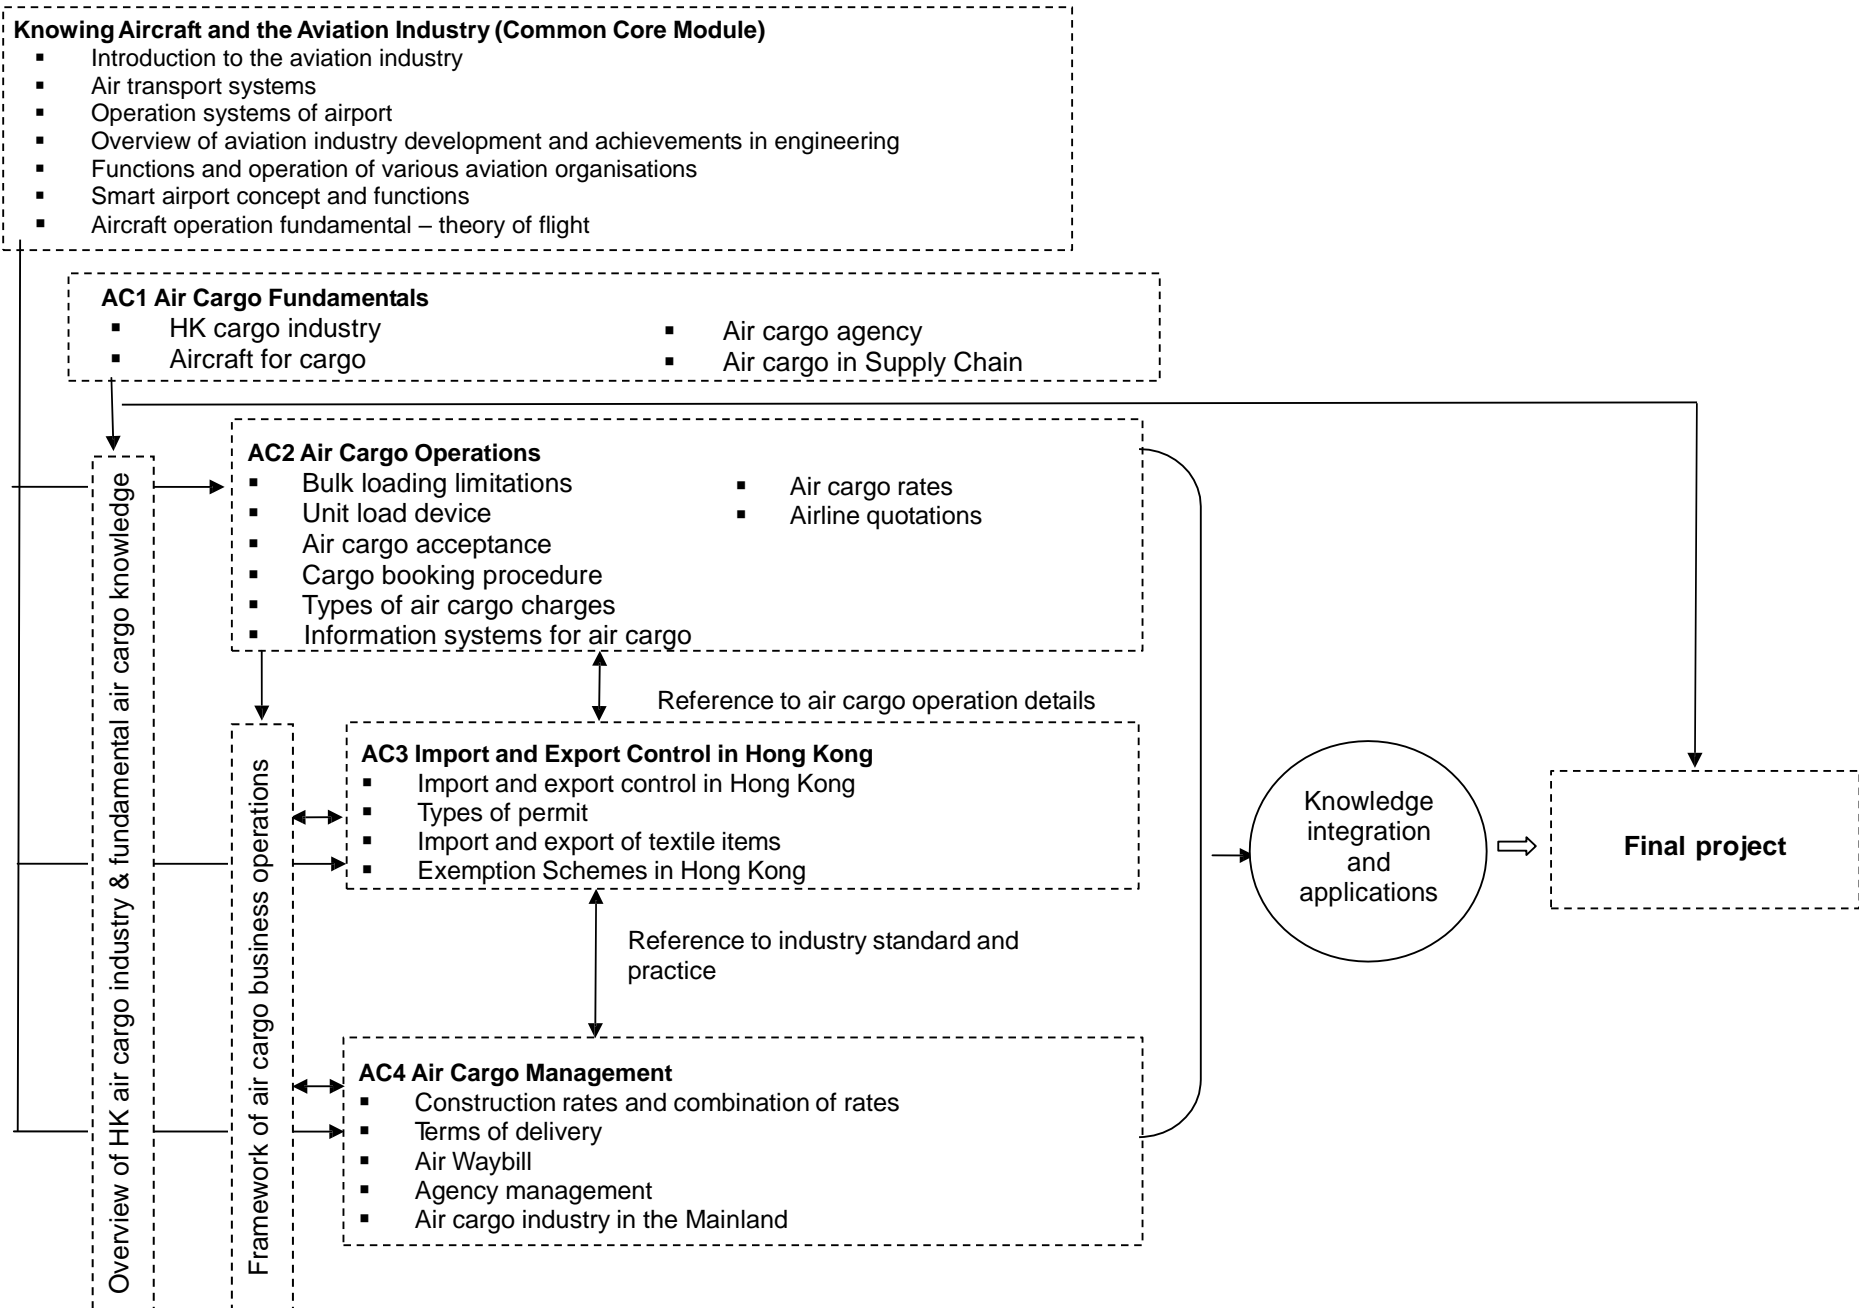 Knowing Aircraft and the Aviation Industry (Common Core Module)
▪ Introduction to the aviation industry
▪ Air transport systems
▪ Operation systems of airport
▪ Overview of aviation industry development and achievements in engineering
▪ Functions and operation of various aviation organisations
▪ Smart airport concept and functions
▪ Aircraft operation fundamental – theory of flight
AC1 Air Cargo Fundamentals
▪ HK cargo industry
▪ Aircraft for cargo
▪ Air cargo agency
▪ Air cargo in Supply Chain
Overview of HK air cargo industry & fundamental air cargo knowledge
AC2 Air Cargo Operations
▪ Bulk loading limitations
▪ Unit load device
▪ Air cargo acceptance
▪ Cargo booking procedure
▪ Types of air cargo charges
▪ Information systems for air cargo
▪ Air cargo rates
▪ Airline quotations
Reference to air cargo operation details
Framework of air cargo business operations
AC3 Import and Export Control in Hong Kong
▪ Import and export control in Hong Kong
▪ Types of permit
▪ Import and export of textile items
▪ Exemption Schemes in Hong Kong
Reference to industry standard and
practice
AC4 Air Cargo Management
▪ Construction rates and combination of rates
▪ Terms of delivery
▪ Air Waybill
▪ Agency management
▪ Air cargo industry in the Mainland
Knowledge
integration
and
applications
Final project